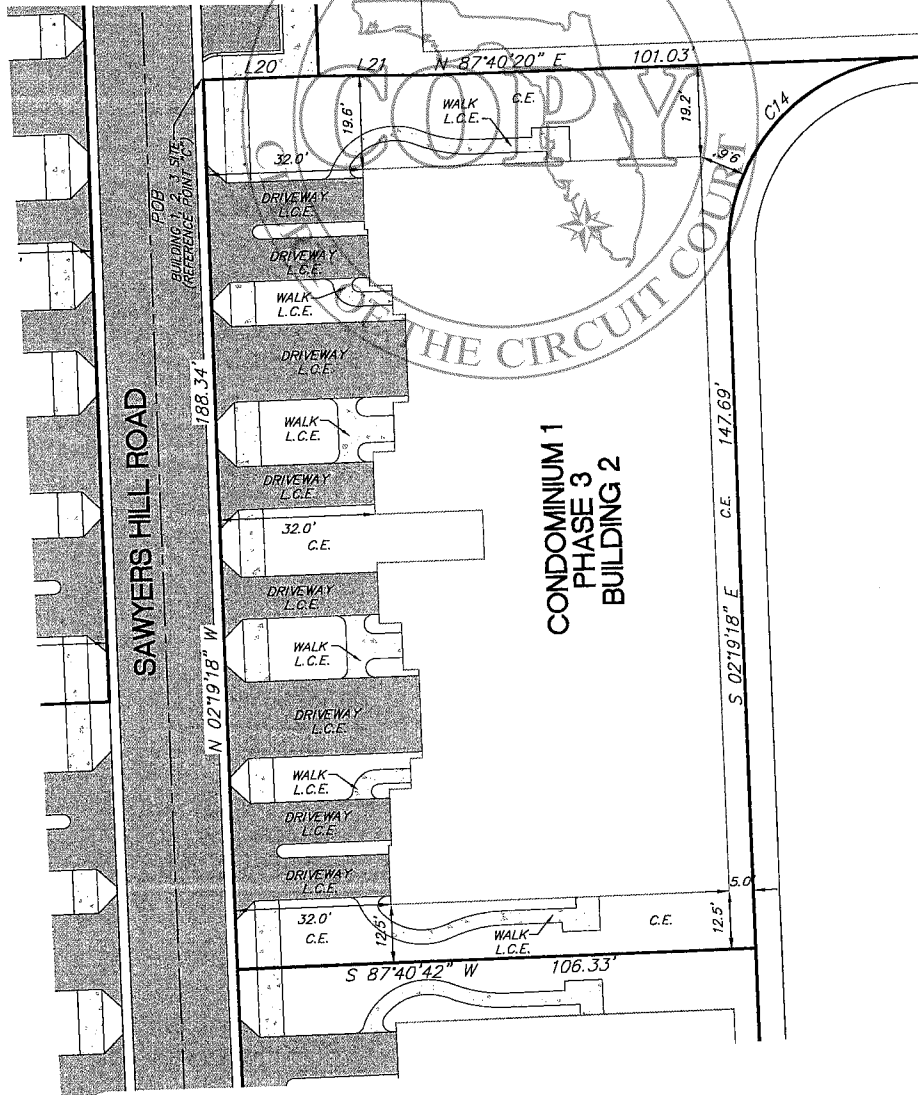 L20
L21
N 87°40'20" E
101.03'
C14
POB
BUILDING 1, 2, 3 SITE
(REFERENCE POINT "C")
19.6'
WALK
L.C.E.
C.E.
19.2'
9.6'
32.0'
COPY
OF THE CIRCUIT COURT
DRIVEWAY
L.C.E.
DRIVEWAY
L.C.E.
WALK
L.C.E.
DRIVEWAY
L.C.E.
188.34'
WALK
L.C.E.
SAWYERS HILL ROAD
DRIVEWAY
L.C.E.
32.0'
C.E.
CONDOMINIUM 1
PHASE 3
BUILDING 2
147.69'
C.E.
S 02°19'18" E
DRIVEWAY
L.C.E.
WALK
L.C.E.
N 02°19'18" W
DRIVEWAY
L.C.E.
WALK
L.C.E.
DRIVEWAY
L.C.E.
DRIVEWAY
L.C.E.
5.0'
32.0'
C.E.
12.5'
WALK
L.C.E.
C.E.
12.5'
S 87°40'42" W
106.33'